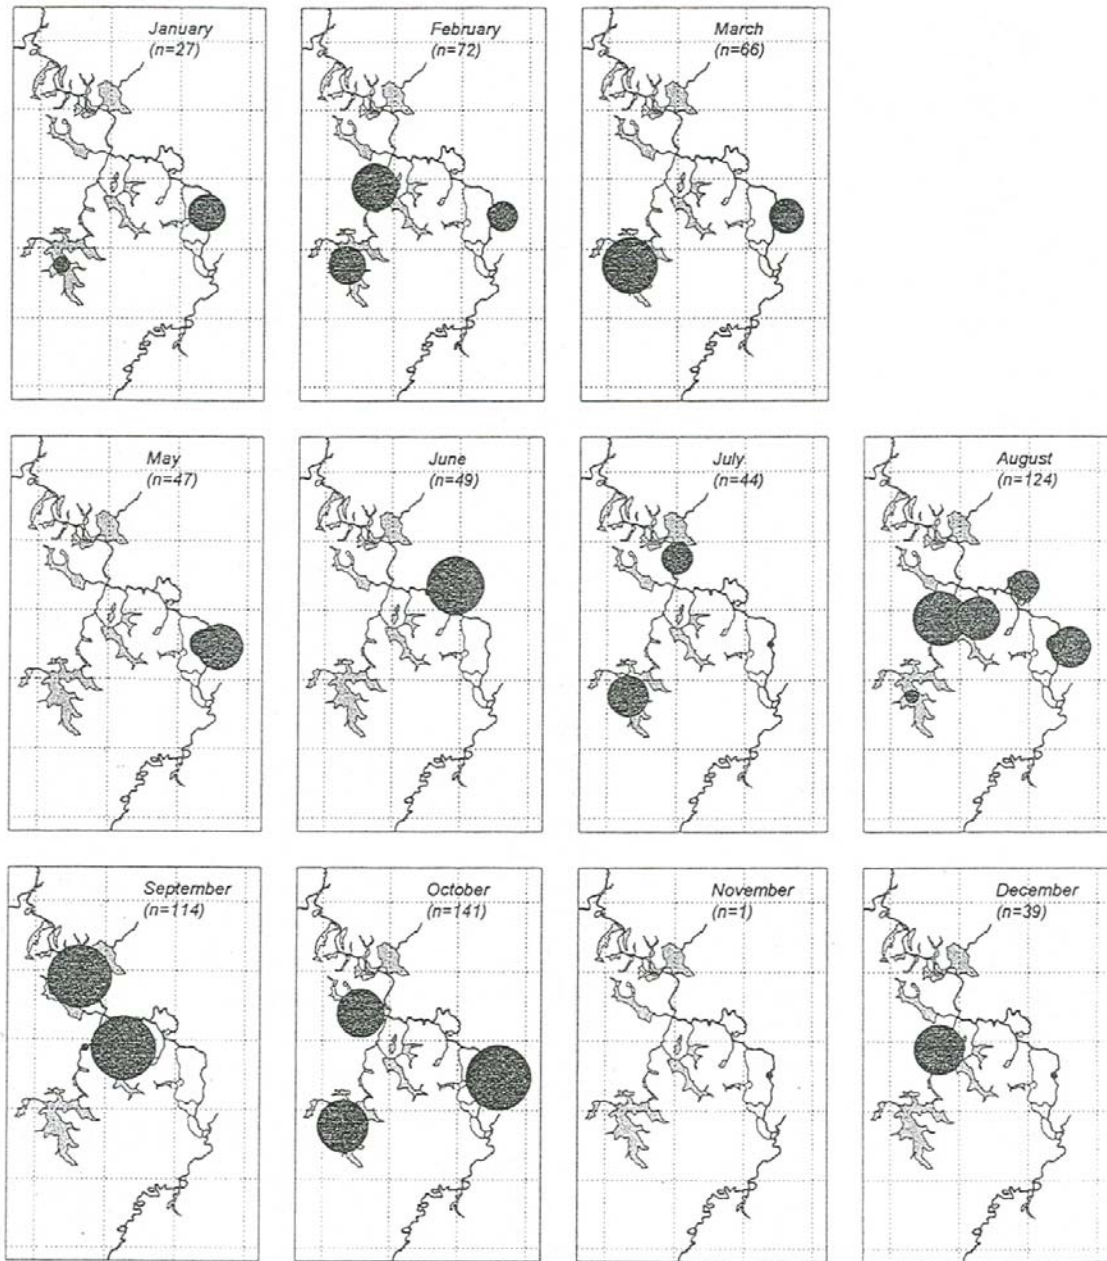 January
(n=27)
February
(n=72)
March
(n=66)
May
(n=47)
June
(n=49)
July
(n=44)
August
(n=124)
September
(n=114)
October
(n=141)
November
(n=1)
December
(n=39)